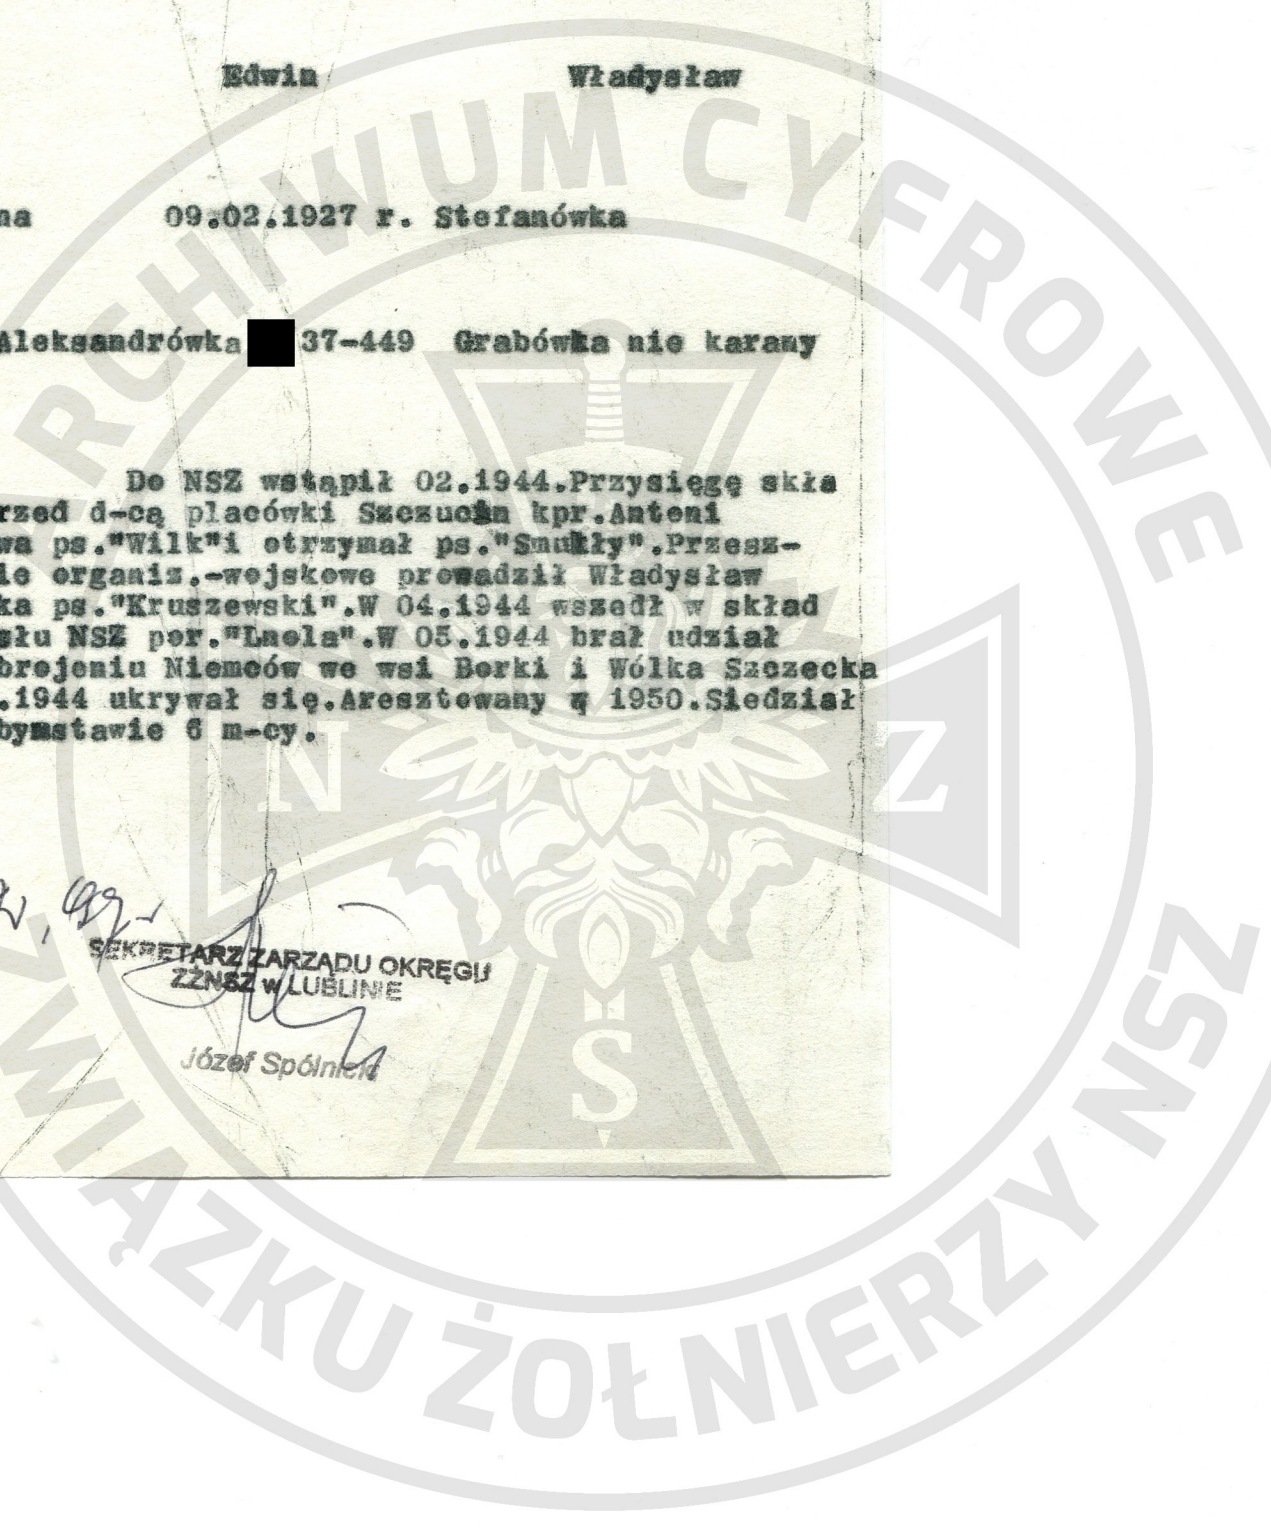 Edwin Władysław
na 09.02.1927 r. Stefanówka
Aleksandrówka 37-449 Grabówka nie karany
Do NSZ wstąpił 02.1944.Przysięgę skła
rzed d-cą placówki Szczucin kpr.Antoni
wa ps."Wilk"i otrzymał ps."Smukły".Przesz-
le organiz.-wojskowe prowadził Władysław
ka ps."Kruszewski".W 04.1944 wszedł w skład
słu NSZ por."Lnola".W 05.1944 brał udział
brojeniu Niemców we wsi Borki i Wólka Szczecka
.1944 ukrywał się.Aresztowany w 1950.Siedział
bymstawie 6 m-cy.
SEKRETARZ ZARZĄDU OKRĘGU
ZŻNSZ w LUBLINIE
Józef Spólnicki
ARCHIWUM CYFROWE
ZWIĄZKU ŻOŁNIERZY NSZ
N S Z